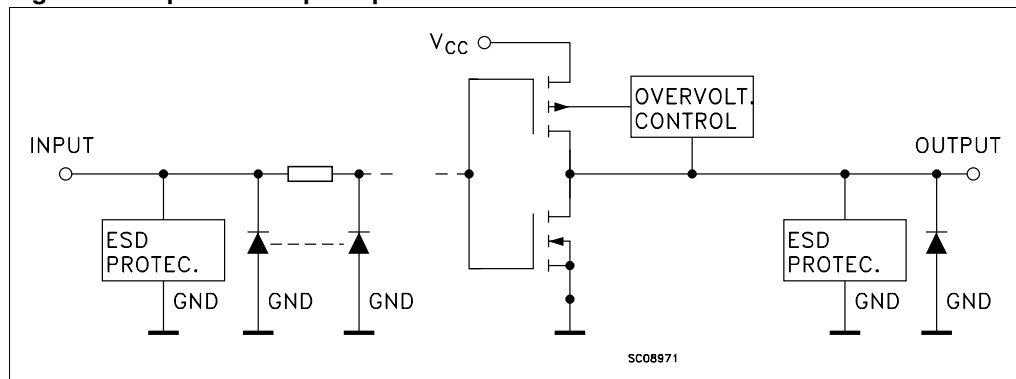 VCC
OVERVOLT.
CONTROL
INPUT
OUTPUT
ESD
PROTEC.
GND
GND
GND
ESD
PROTEC.
GND
GND
SC08971